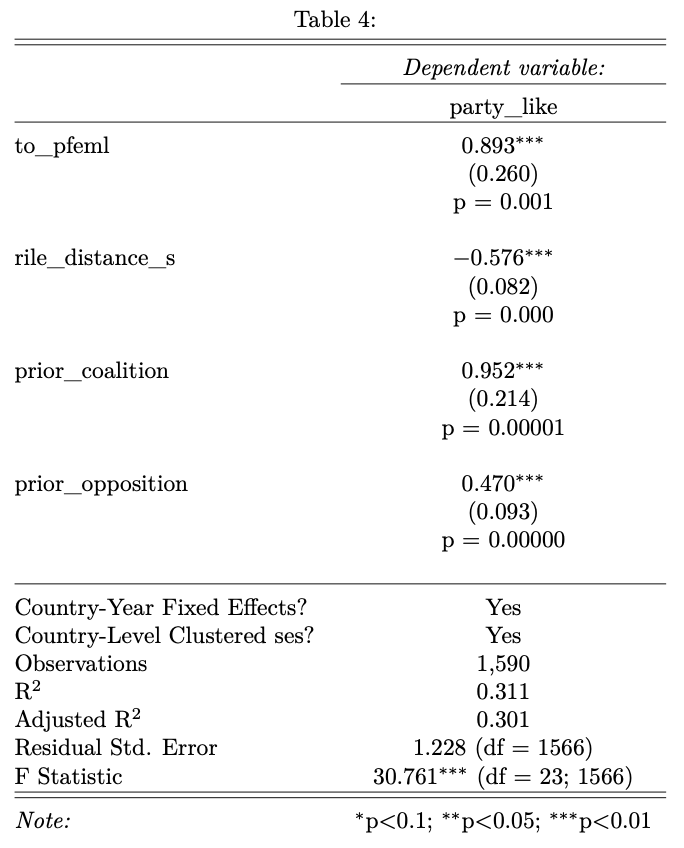 Table 4:
Dependent variable:
party_like
to_pfeml 0.893***
(0.260)
p = 0.001
rile_distance_s −0.576***
(0.082)
p = 0.000
prior_coalition 0.952***
(0.214)
p = 0.00001
prior_opposition 0.470***
(0.093)
p = 0.00000
Country-Year Fixed Effects? Yes
Country-Level Clustered ses? Yes
Observations 1,590
R² 0.311
Adjusted R² 0.301
Residual Std. Error 1.228 (df = 1566)
F Statistic 30.761*** (df = 23; 1566)
Note: *p<0.1; **p<0.05; ***p<0.01